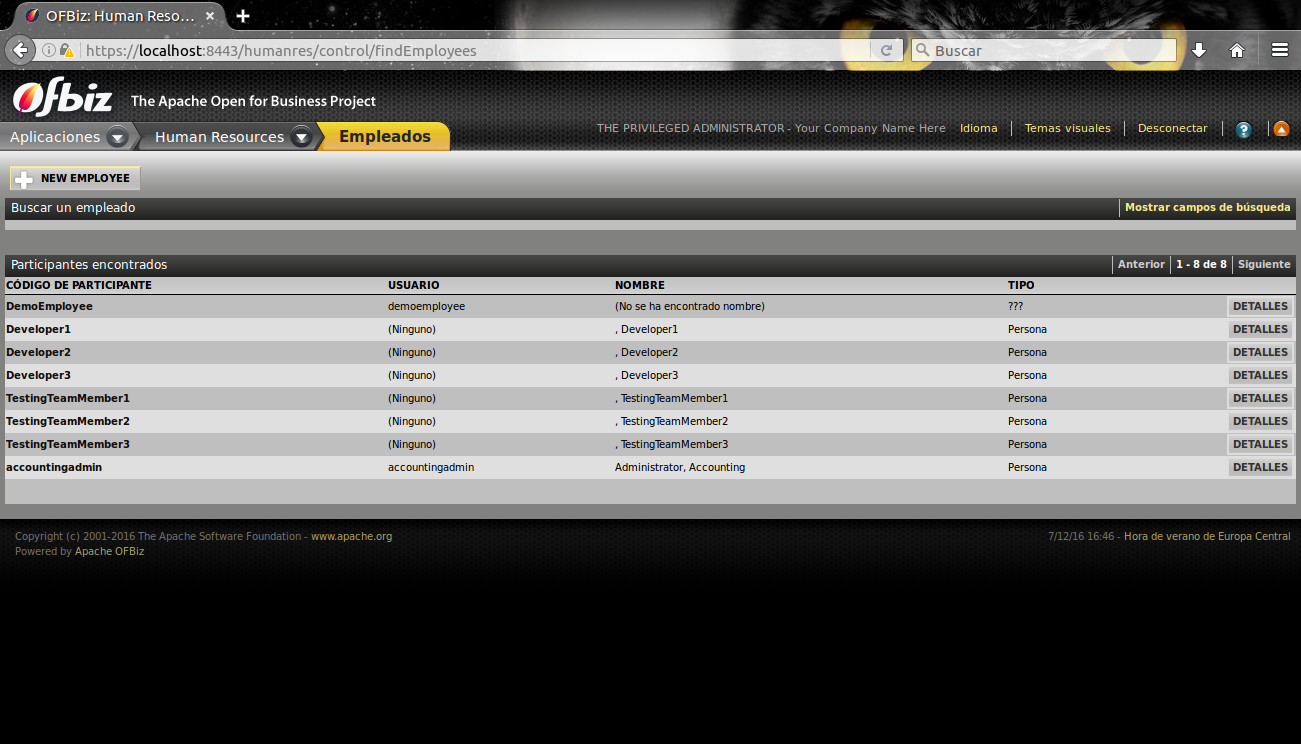 OFBiz: Human Reso...
https://localhost:8443/humanres/control/findEmployees
Buscar
Ofbiz The Apache Open for Business Project
Aplicaciones Human Resources Empleados
THE PRIVILEGED ADMINISTRATOR - Your Company Name Here Idioma Temas visuales Desconectar ?
NEW EMPLOYEE
Buscar un empleado Mostrar campos de búsqueda
Participantes encontrados Anterior 1 - 8 de 8 Siguiente
CÓDIGO DE PARTICIPANTE USUARIO NOMBRE TIPO
DemoEmployee demoemployee (No se ha encontrado nombre) ??? DETALLES
Developer1 (Ninguno) , Developer1 Persona DETALLES
Developer2 (Ninguno) , Developer2 Persona DETALLES
Developer3 (Ninguno) , Developer3 Persona DETALLES
TestingTeamMember1 (Ninguno) , TestingTeamMember1 Persona DETALLES
TestingTeamMember2 (Ninguno) , TestingTeamMember2 Persona DETALLES
TestingTeamMember3 (Ninguno) , TestingTeamMember3 Persona DETALLES
accountingadmin accountingadmin Administrator, Accounting Persona DETALLES
Copyright (c) 2001-2016 The Apache Software Foundation - www.apache.org 7/12/16 16:46 - Hora de verano de Europa Central
Powered by Apache OFBiz